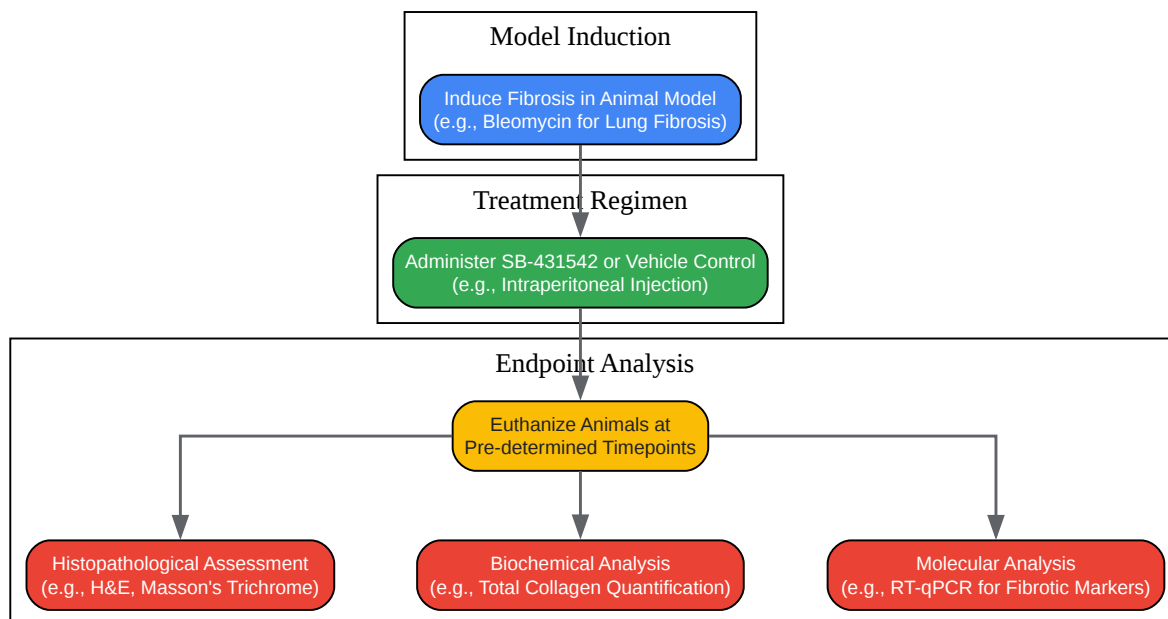 Model Induction
Induce Fibrosis in Animal Model
(e.g., Bleomycin for Lung Fibrosis)
Treatment Regimen
Administer SB-431542 or Vehicle Control
(e.g., Intraperitoneal Injection)
Endpoint Analysis
Euthanize Animals at
Pre-determined Timepoints
Histopathological Assessment
(e.g., H&E, Masson's Trichrome)
Biochemical Analysis
(e.g., Total Collagen Quantification)
Molecular Analysis
(e.g., RT-qPCR for Fibrotic Markers)